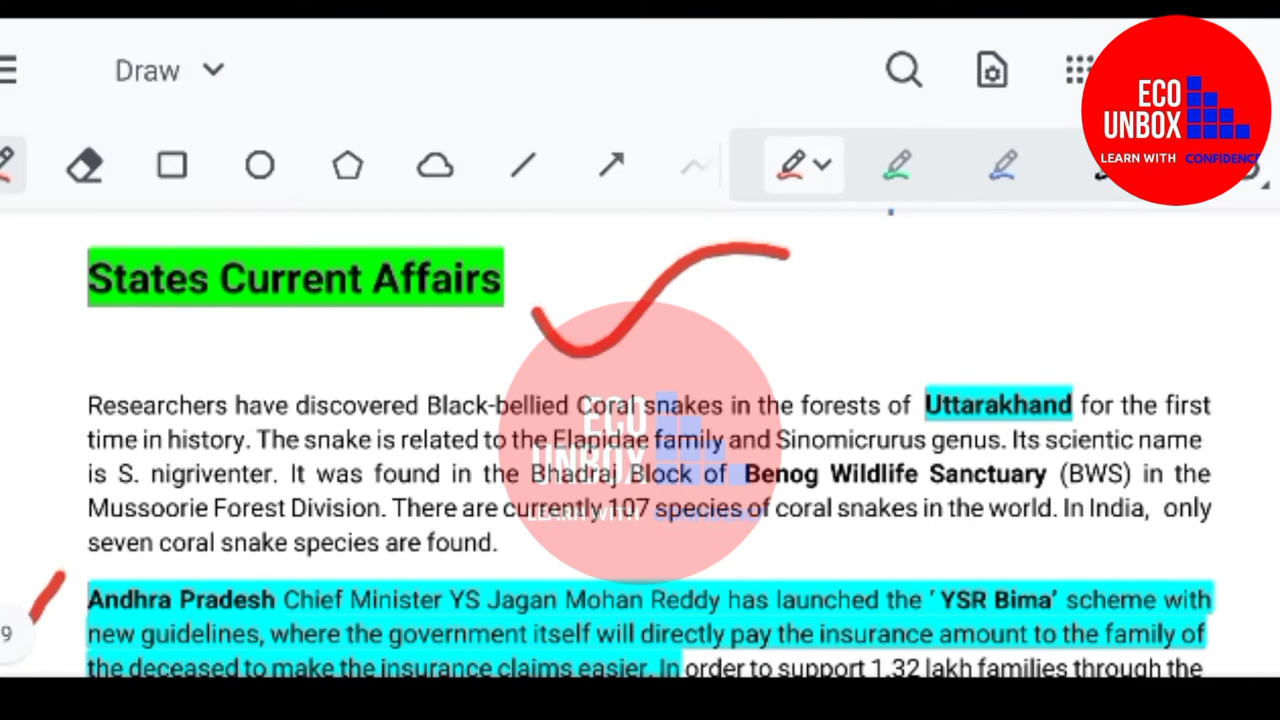 Draw
ECO
UNBOX
LEARN WITH CONFIDENCE
States Current Affairs
Researchers have discovered Black-bellied Coral snakes in the forests of Uttarakhand for the first
time in history. The snake is related to the Elapidae family and Sinomicrurus genus. Its scientic name
is S. nigriventer. It was found in the Bhadraj Block of Benog Wildlife Sanctuary (BWS) in the
Mussoorie Forest Division. There are currently 107 species of coral snakes in the world. In India, only
seven coral snake species are found.
ECO
UNBOX
LEARN WITH CONFIDENCE
Andhra Pradesh Chief Minister YS Jagan Mohan Reddy has launched the ‘ YSR Bima’ scheme with
9
new guidelines, where the government itself will directly pay the insurance amount to the family of
the deceased to make the insurance claims easier. In order to support 1.32 lakh families through the